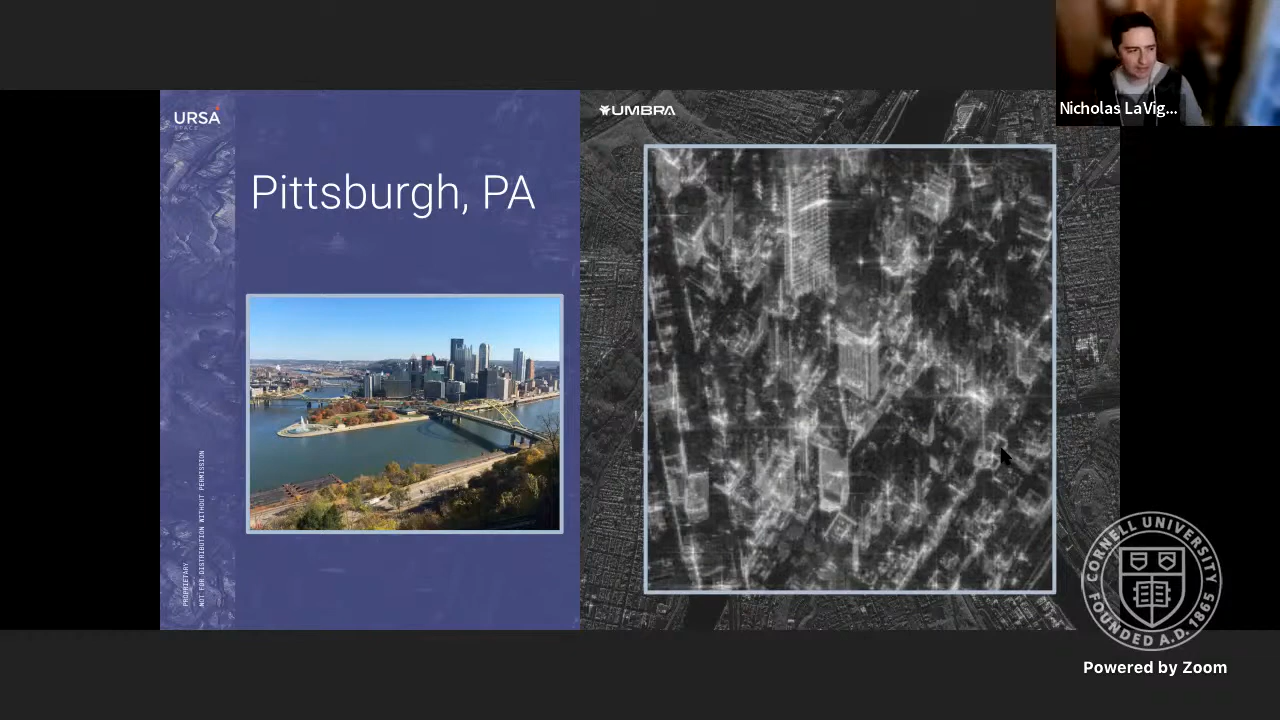 Nicholas LaVig...
URSA
SPACE
UMBRA
Pittsburgh, PA
PROPRIETARY
NOT FOR DISTRIBUTION WITHOUT PERMISSION
CORNELL UNIVERSITY
FOUNDED A.D. 1865
Powered by Zoom